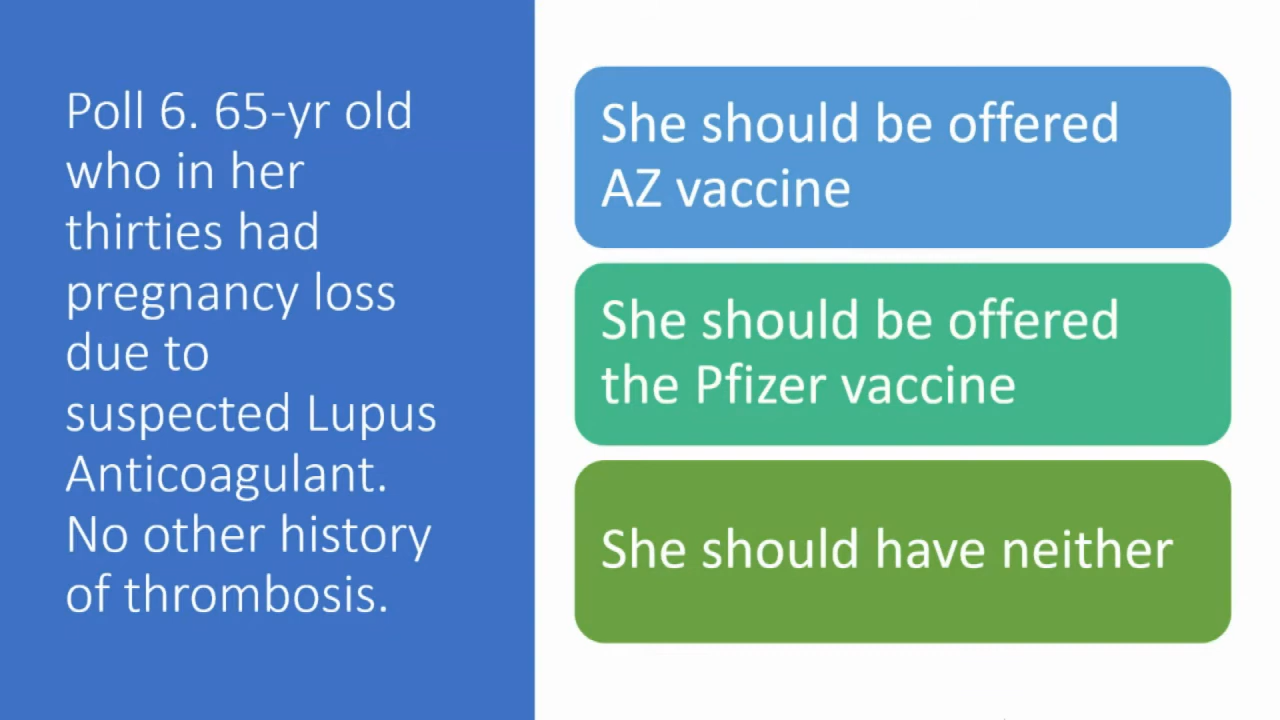 Poll 6. 65-yr old
who in her
thirties had
pregnancy loss
due to
suspected Lupus
Anticoagulant.
No other history
of thrombosis.
She should be offered
AZ vaccine
She should be offered
the Pfizer vaccine
She should have neither